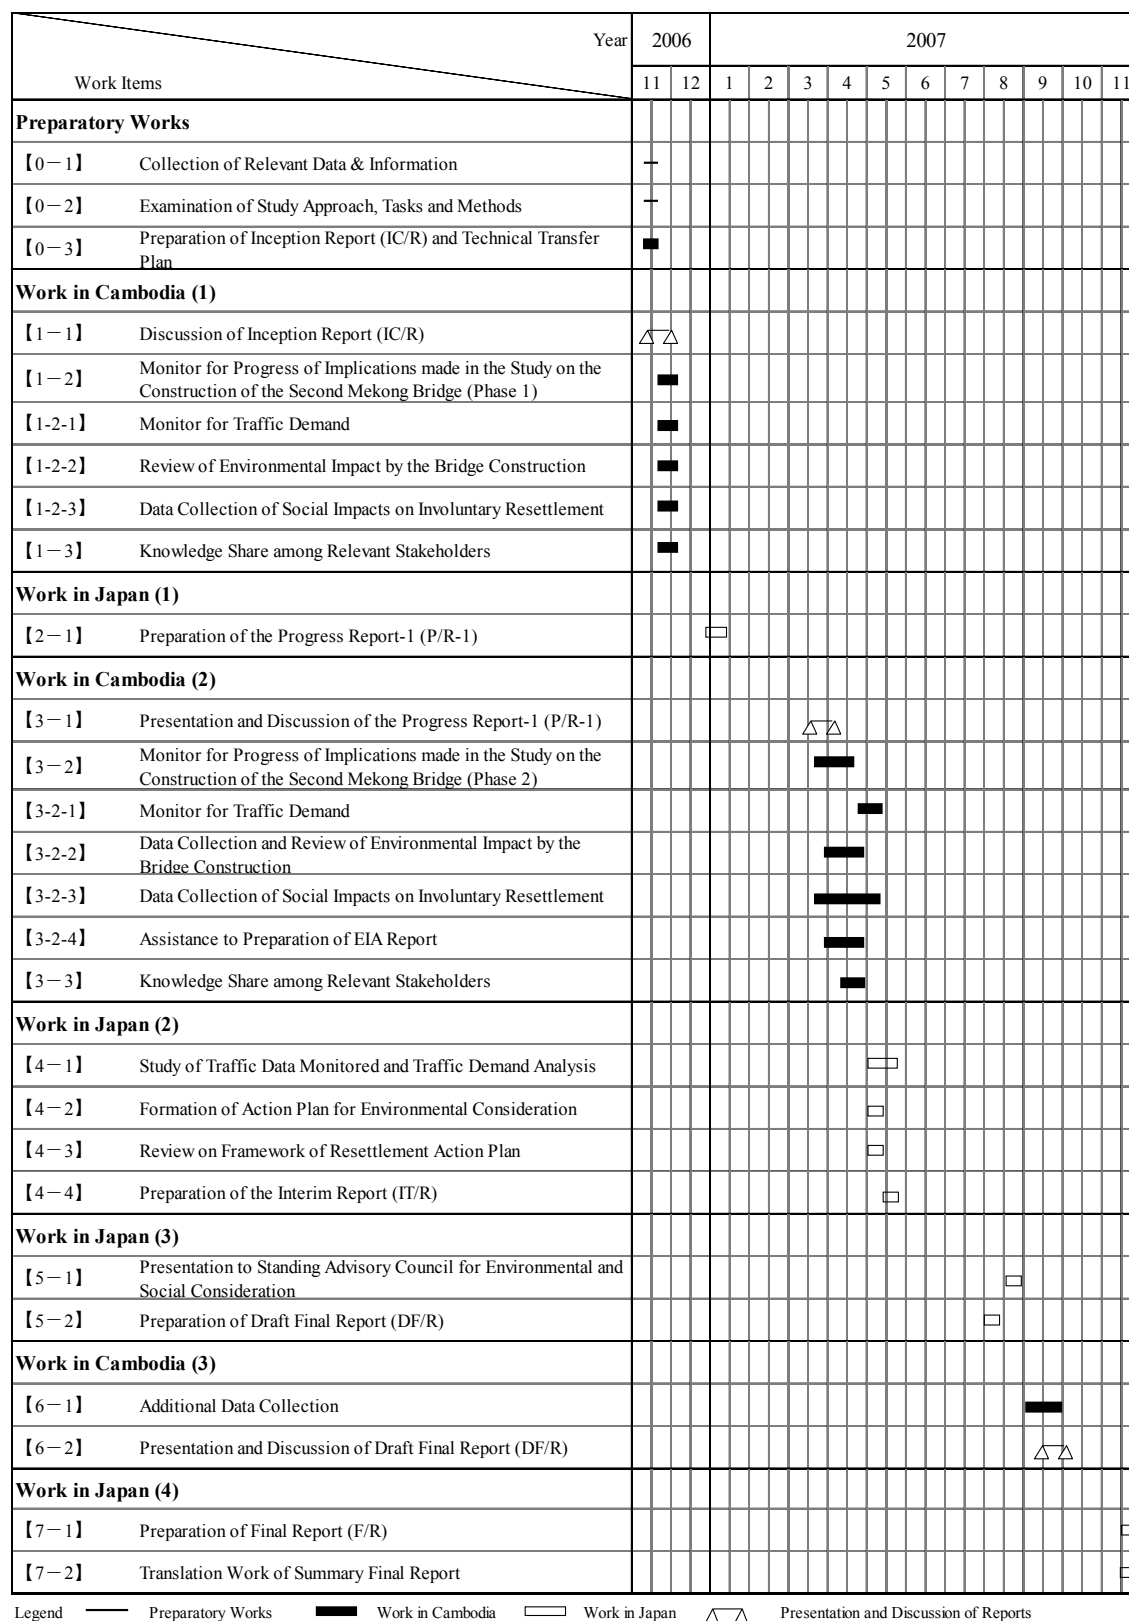 Year
2006
2007
Work Items
11 12 1 2 3 4 5 6 7 8 9 10 11
Preparatory Works
【0－1】 Collection of Relevant Data & Information
【0－2】 Examination of Study Approach, Tasks and Methods
【0－3】 Preparation of Inception Report (IC/R) and Technical Transfer
Plan
Work in Cambodia (1)
【1－1】 Discussion of Inception Report (IC/R)
【1－2】 Monitor for Progress of Implications made in the Study on the
Construction of the Second Mekong Bridge (Phase 1)
【1-2-1】 Monitor for Traffic Demand
【1-2-2】 Review of Environmental Impact by the Bridge Construction
【1-2-3】 Data Collection of Social Impacts on Involuntary Resettlement
【1－3】 Knowledge Share among Relevant Stakeholders
Work in Japan (1)
【2－1】 Preparation of the Progress Report-1 (P/R-1)
Work in Cambodia (2)
【3－1】 Presentation and Discussion of the Progress Report-1 (P/R-1)
【3－2】 Monitor for Progress of Implications made in the Study on the
Construction of the Second Mekong Bridge (Phase 2)
【3-2-1】 Monitor for Traffic Demand
【3-2-2】 Data Collection and Review of Environmental Impact by the
Bridge Construction
【3-2-3】 Data Collection of Social Impacts on Involuntary Resettlement
【3-2-4】 Assistance to Preparation of EIA Report
【3－3】 Knowledge Share among Relevant Stakeholders
Work in Japan (2)
【4－1】 Study of Traffic Data Monitored and Traffic Demand Analysis
【4－2】 Formation of Action Plan for Environmental Consideration
【4－3】 Review on Framework of Resettlement Action Plan
【4－4】 Preparation of the Interim Report (IT/R)
Work in Japan (3)
【5－1】 Presentation to Standing Advisory Council for Environmental and
Social Consideration
【5－2】 Preparation of Draft Final Report (DF/R)
Work in Cambodia (3)
【6－1】 Additional Data Collection
【6－2】 Presentation and Discussion of Draft Final Report (DF/R)
Work in Japan (4)
【7－1】 Preparation of Final Report (F/R)
【7－2】 Translation Work of Summary Final Report
Legend Preparatory Works Work in Cambodia Work in Japan Presentation and Discussion of Reports